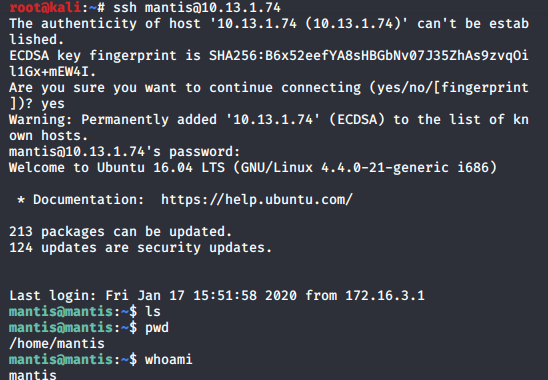 root@kali:~# ssh mantis@10.13.1.74
The authenticity of host '10.13.1.74 (10.13.1.74)' can't be estab
lished.
ECDSA key fingerprint is SHA256:B6x52eefYA8sHBGbNv07J35ZhAs9zvqOi
l1Gx+mEW4I.
Are you sure you want to continue connecting (yes/no/[fingerprint
])? yes
Warning: Permanently added '10.13.1.74' (ECDSA) to the list of kn
own hosts.
mantis@10.13.1.74's password:
Welcome to Ubuntu 16.04 LTS (GNU/Linux 4.4.0-21-generic i686)
* Documentation:  https://help.ubuntu.com/
213 packages can be updated.
124 updates are security updates.
Last login: Fri Jan 17 15:51:58 2020 from 172.16.3.1
mantis@mantis:~$ ls
mantis@mantis:~$ pwd
/home/mantis
mantis@mantis:~$ whoami
mantis